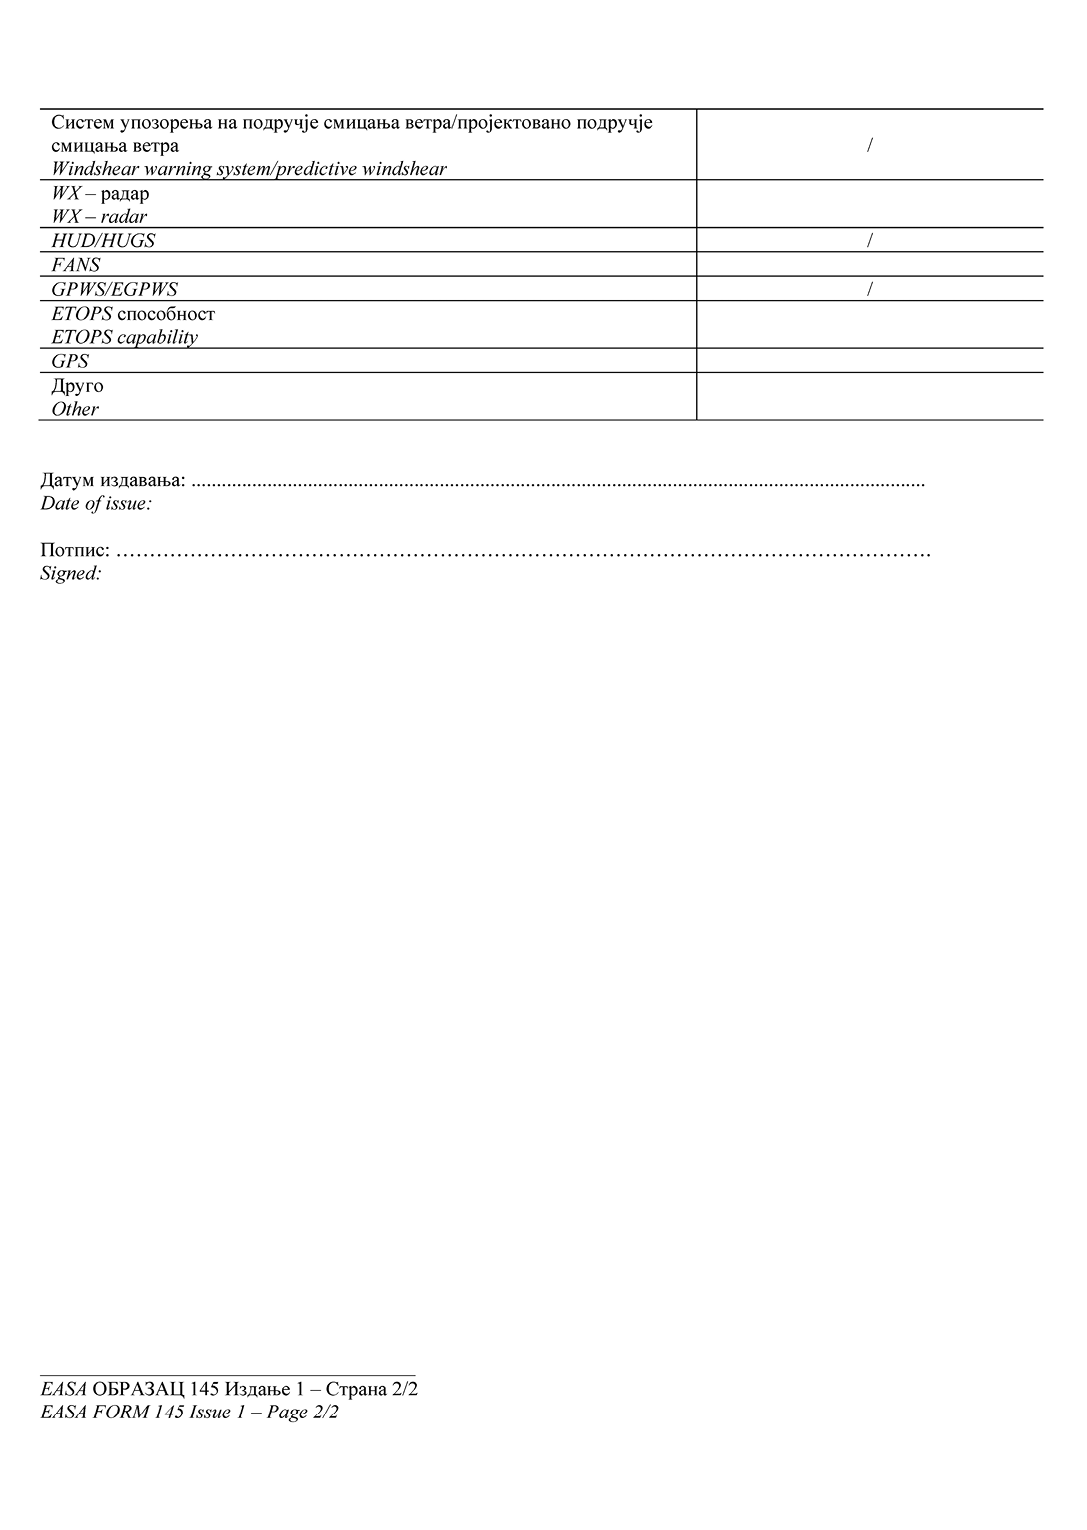 Систем упозорења на подручје смицања ветра/пројектовано подручје
смицања ветра
Windshear warning system/predictive windshear
/
WX – радар
WX – radar
HUD/HUGS
/
FANS
GPWS/EGPWS
/
ETOPS способност
ETOPS capability
GPS
Друго
Other
Датум издавања: ................................................................................................................................................
Date of issue:
Потпис: ……………………………………………………………………………………………………………….
Signed:
EASA ОБРАЗАЦ 145 Издање 1 – Страна 2/2
EASA FORM 145 Issue 1 – Page 2/2